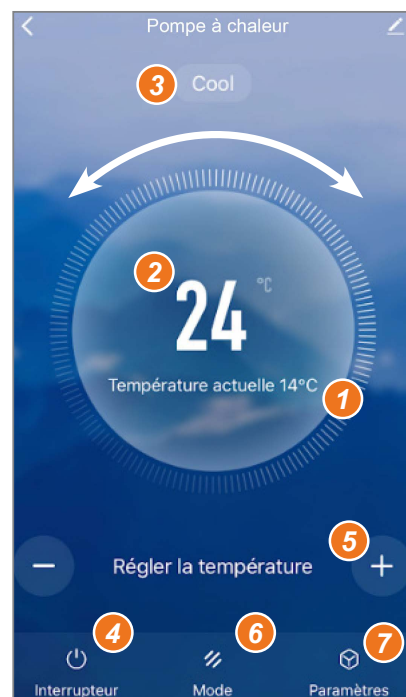 Pompe à chaleur
3 Cool
2
24 °C
Température actuelle 14°C
1
5
− Régler la température +
4 6 7
Interrupteur Mode Paramètres